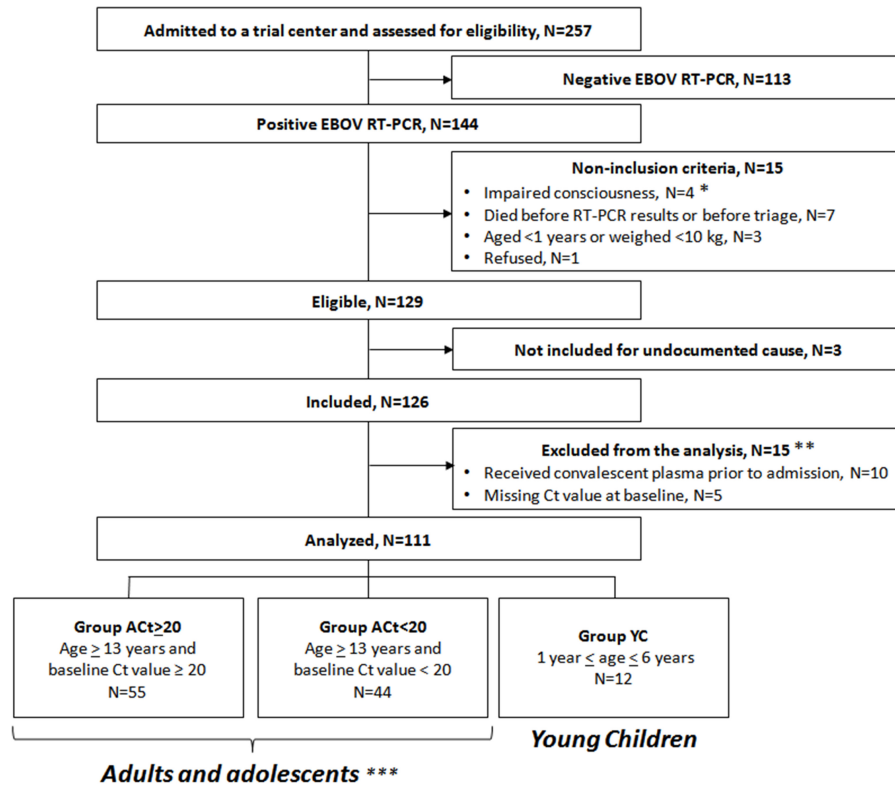 Admitted to a trial center and assessed for eligibility, N=257
Negative EBOV RT-PCR, N=113
Positive EBOV RT-PCR, N=144
Non-inclusion criteria, N=15
• Impaired consciousness, N=4 *
• Died before RT-PCR results or before triage, N=7
• Aged <1 years or weighed <10 kg, N=3
• Refused, N=1
Eligible, N=129
Not included for undocumented cause, N=3
Included, N=126
Excluded from the analysis, N=15 **
• Received convalescent plasma prior to admission, N=10
• Missing Ct value at baseline, N=5
Analyzed, N=111
Group ACt≥20
Age ≥ 13 years and
baseline Ct value ≥ 20
N=55
Group ACt<20
Age ≥ 13 years and
baseline Ct value < 20
N=44
Group YC
1 year ≤ age ≤ 6 years
N=12
Adults and adolescents ***
Young Children